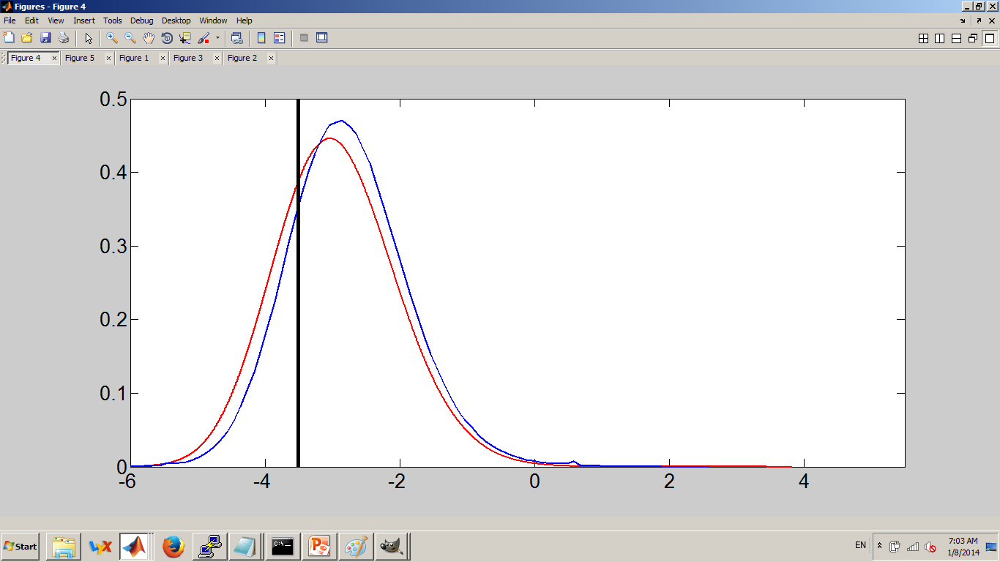 Figures - Figure 4
File Edit View Insert Tools Debug Desktop Window Help
Figure 4 Figure 5 Figure 1 Figure 3 Figure 2
0.5
0.4
0.3
0.2
0.1
0
-6 -4 -2 0 2 4
Start
C:\
EN
7:03 AM
1/8/2014